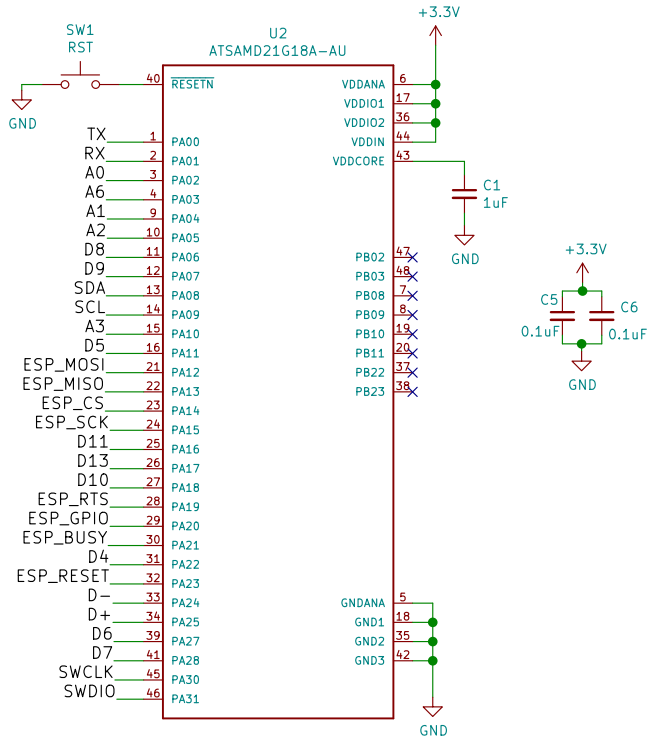 +3.3V
SW1
RST
U2
ATSAMD21G18A-AU
40 RESETN VDDANA 6
VDDIO1 17
GND VDDIO2 36
TX 1 PA00 VDDIN 44
RX 2 PA01 VDDCORE 43
A0 3 PA02
A6 4 PA03 C1
1uF
A1 9 PA04
A2 10 PA05
D8 11 PA06 PB02 47 GND +3.3V
D9 12 PA07 PB03 48
SDA 13 PA08 PB08 7
SCL 14 PA09 PB09 8 C5 C6
A3 15 PA10 PB10 19 0.1uF 0.1uF
D5 16 PA11 PB11 20
ESP_MOSI 21 PA12 PB22 37
ESP_MISO 22 PA13 PB23 38 GND
ESP_CS 23 PA14
ESP_SCK 24 PA15
D11 25 PA16
D13 26 PA17
D10 27 PA18
ESP_RTS 28 PA19
ESP_GPIO 29 PA20
ESP_BUSY 30 PA21
D4 31 PA22
ESP_RESET 32 PA23
D- 33 PA24 GNDANA 5
D+ 34 PA25 GND1 18
D6 39 PA27 GND2 35
D7 41 PA28 GND3 42
SWCLK 45 PA30
SWDIO 46 PA31
GND